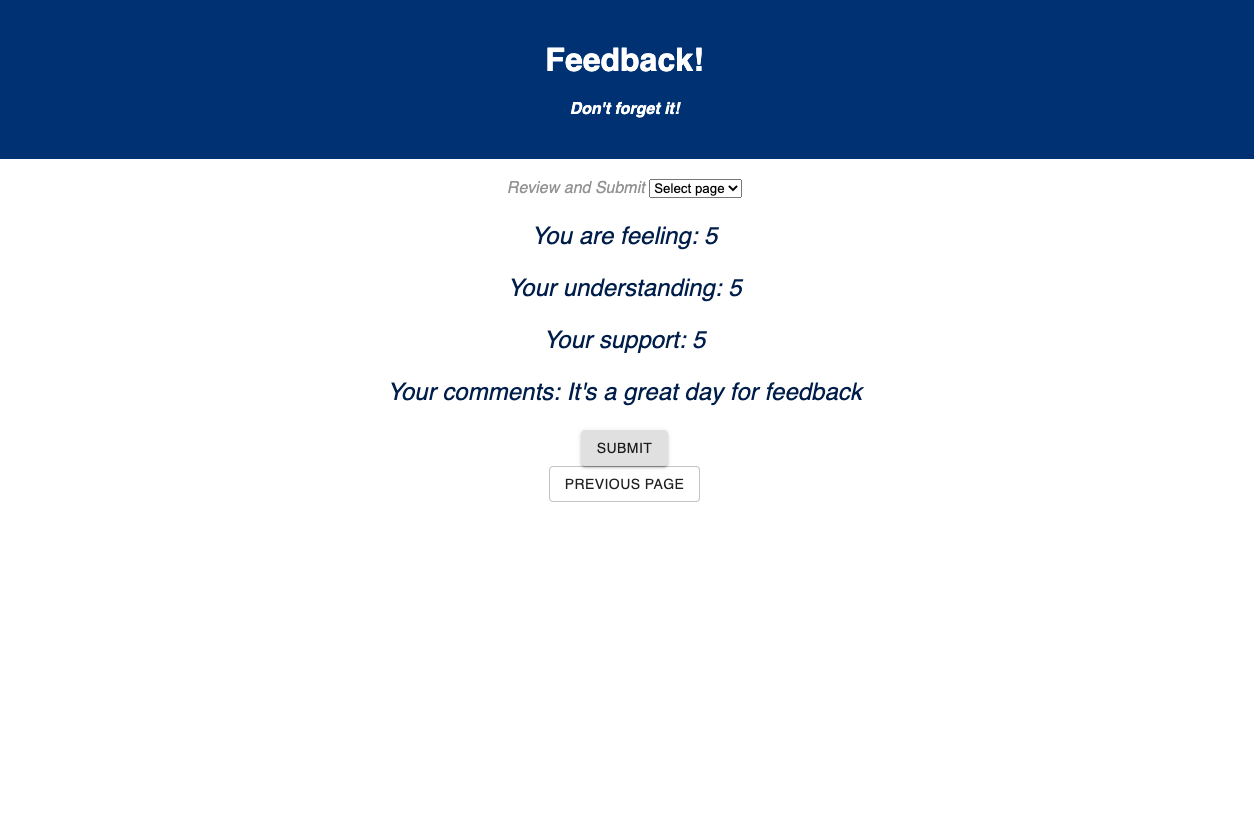 Feedback!
Don't forget it!
Review and Submit Select page
You are feeling: 5
Your understanding: 5
Your support: 5
Your comments: It's a great day for feedback
SUBMIT
PREVIOUS PAGE